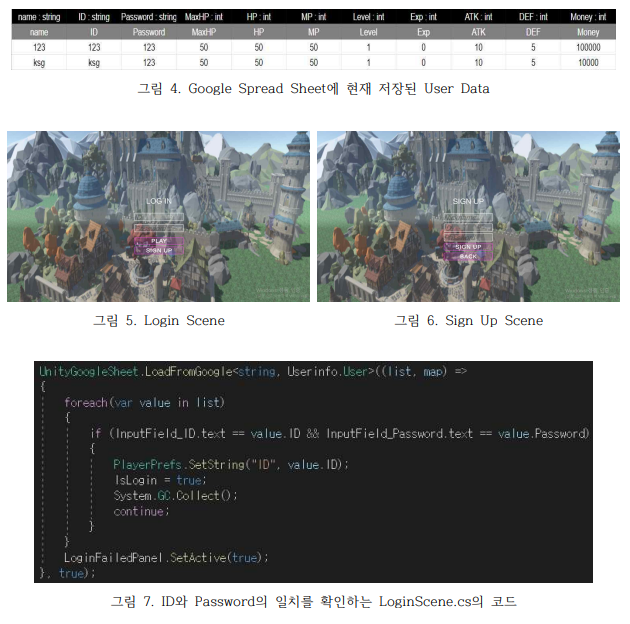 name : string ID : string Password : string MaxHP : int HP : int MP : int Level : int Exp : int ATK : int DEF : int Money : int
name ID Password MaxHP HP MP Level Exp ATK DEF Money
123 123 123 50 50 50 1 0 10 5 100000
ksg ksg 123 50 50 50 1 0 10 5 10000
그림 4. Google Spread Sheet에 현재 저장된 User Data
LOG IN
PLAY
SIGN UP
SIGN UP
SIGN UP
BACK
그림 5. Login Scene
그림 6. Sign Up Scene
UnityGoogleSheet.LoadFromGoogle<string, Userinfo.User>((list, map) =>
{
foreach(var value in list)
{
if (InputField_ID.text == value.ID && InputField_Password.text == value.Password)
{
PlayerPrefs.SetString("ID", value.ID);
IsLogin = true;
System.GC.Collect();
continue;
}
}
LoginFailedPanel.SetActive(true);
}, true);
그림 7. ID와 Password의 일치를 확인하는 LoginScene.cs의 코드